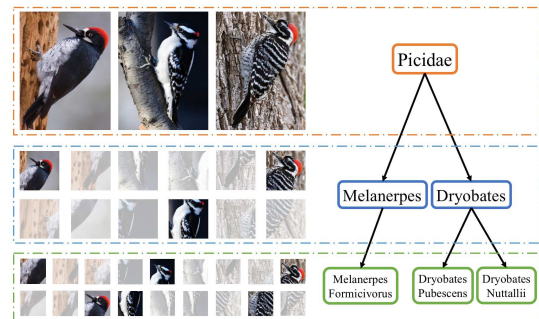 Picidae
Melanerpes
Dryobates
Melanerpes
Formicivorus
Dryobates
Pubescens
Dryobates
Nuttallii